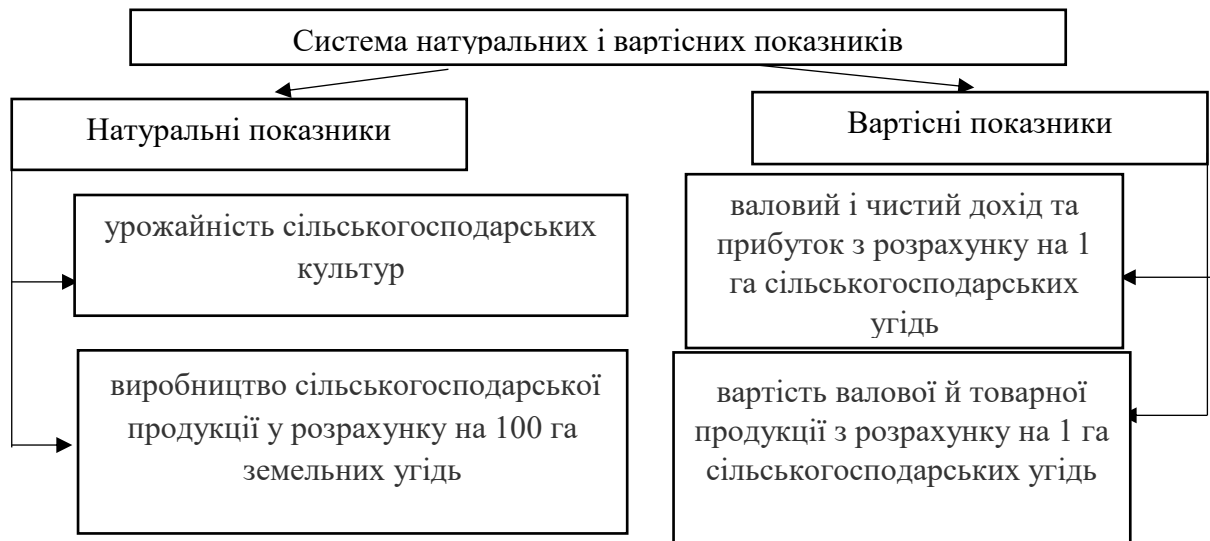 Система натуральних і вартісних показників
Натуральні показники
урожайність сільськогосподарських
культур
виробництво сільськогосподарської
продукції у розрахунку на 100 га
земельних угідь
Вартісні показники
валовий і чистий дохід та
прибуток з розрахунку на 1
га сільськогосподарських
угідь
вартість валової й товарної
продукції з розрахунку на 1 га
сільськогосподарських угідь